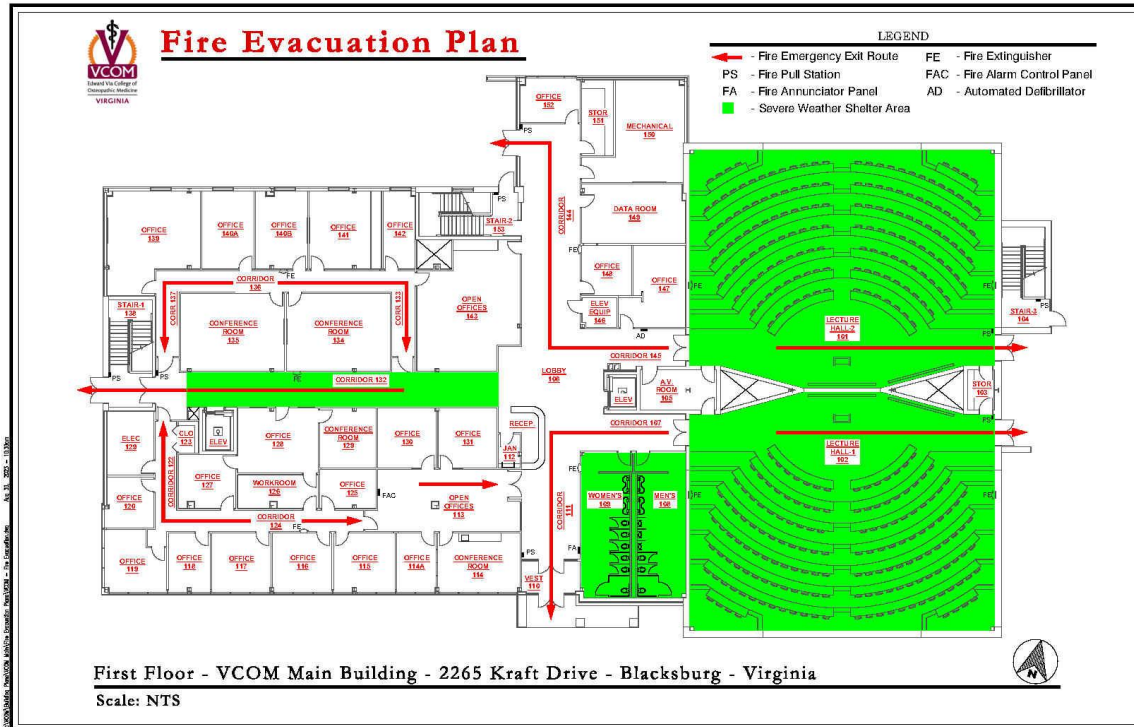 VCOM
Edward Via College of
Osteopathic Medicine
VIRGINIA
Fire Evacuation Plan
LEGEND
- Fire Emergency Exit Route
PS - Fire Pull Station
FA - Fire Annunciator Panel
- Severe Weather Shelter Area
FE - Fire Extinguisher
FAC - Fire Alarm Control Panel
AD - Automated Defibrillator
OFFICE
152
STOR
151
MECHANICAL
150
PS
CORRIDOR
144
DATA ROOM
149
FE
OFFICE
148
OFFICE
147
ELEV
EQUIP
146
AD
CORRIDOR 145
PS
STAIR-2
153
OFFICE
139
OFFICE
140A
OFFICE
140B
OFFICE
141
OFFICE
142
FE
CORRIDOR
136
CORR 137
CORR 133
STAIR-1
138
CONFERENCE
ROOM
135
CONFERENCE
ROOM
134
OPEN
OFFICES
143
PS
PS
FE
CORRIDOR 132
LOBBY
106
ELEV
A.V.
ROOM
105
LECTURE
HALL-2
101
FE
FE
PS
STAIR-3
104
PS
STOR
103
PS
LECTURE
HALL-1
102
FE
FE
CORRIDOR 107
RECEP.
JAN
112
ELEC
129
CLO
123
ELEV
OFFICE
128
CONFERENCE
ROOM
129
OFFICE
130
OFFICE
131
CORRIDOR 122
OFFICE
127
WORKROOM
126
OFFICE
125
FAC
OPEN
OFFICES
113
OFFICE
120
CORRIDOR
124
FE
OFFICE
119
OFFICE
118
OFFICE
117
OFFICE
116
OFFICE
115
OFFICE
114A
CONFERENCE
ROOM
114
PS
VEST
110
CORRIDOR
111
FE
FA
WOMEN'S
109
MEN'S
108
N
First Floor - VCOM Main Building - 2265 Kraft Drive - Blacksburg - Virginia
Scale: NTS